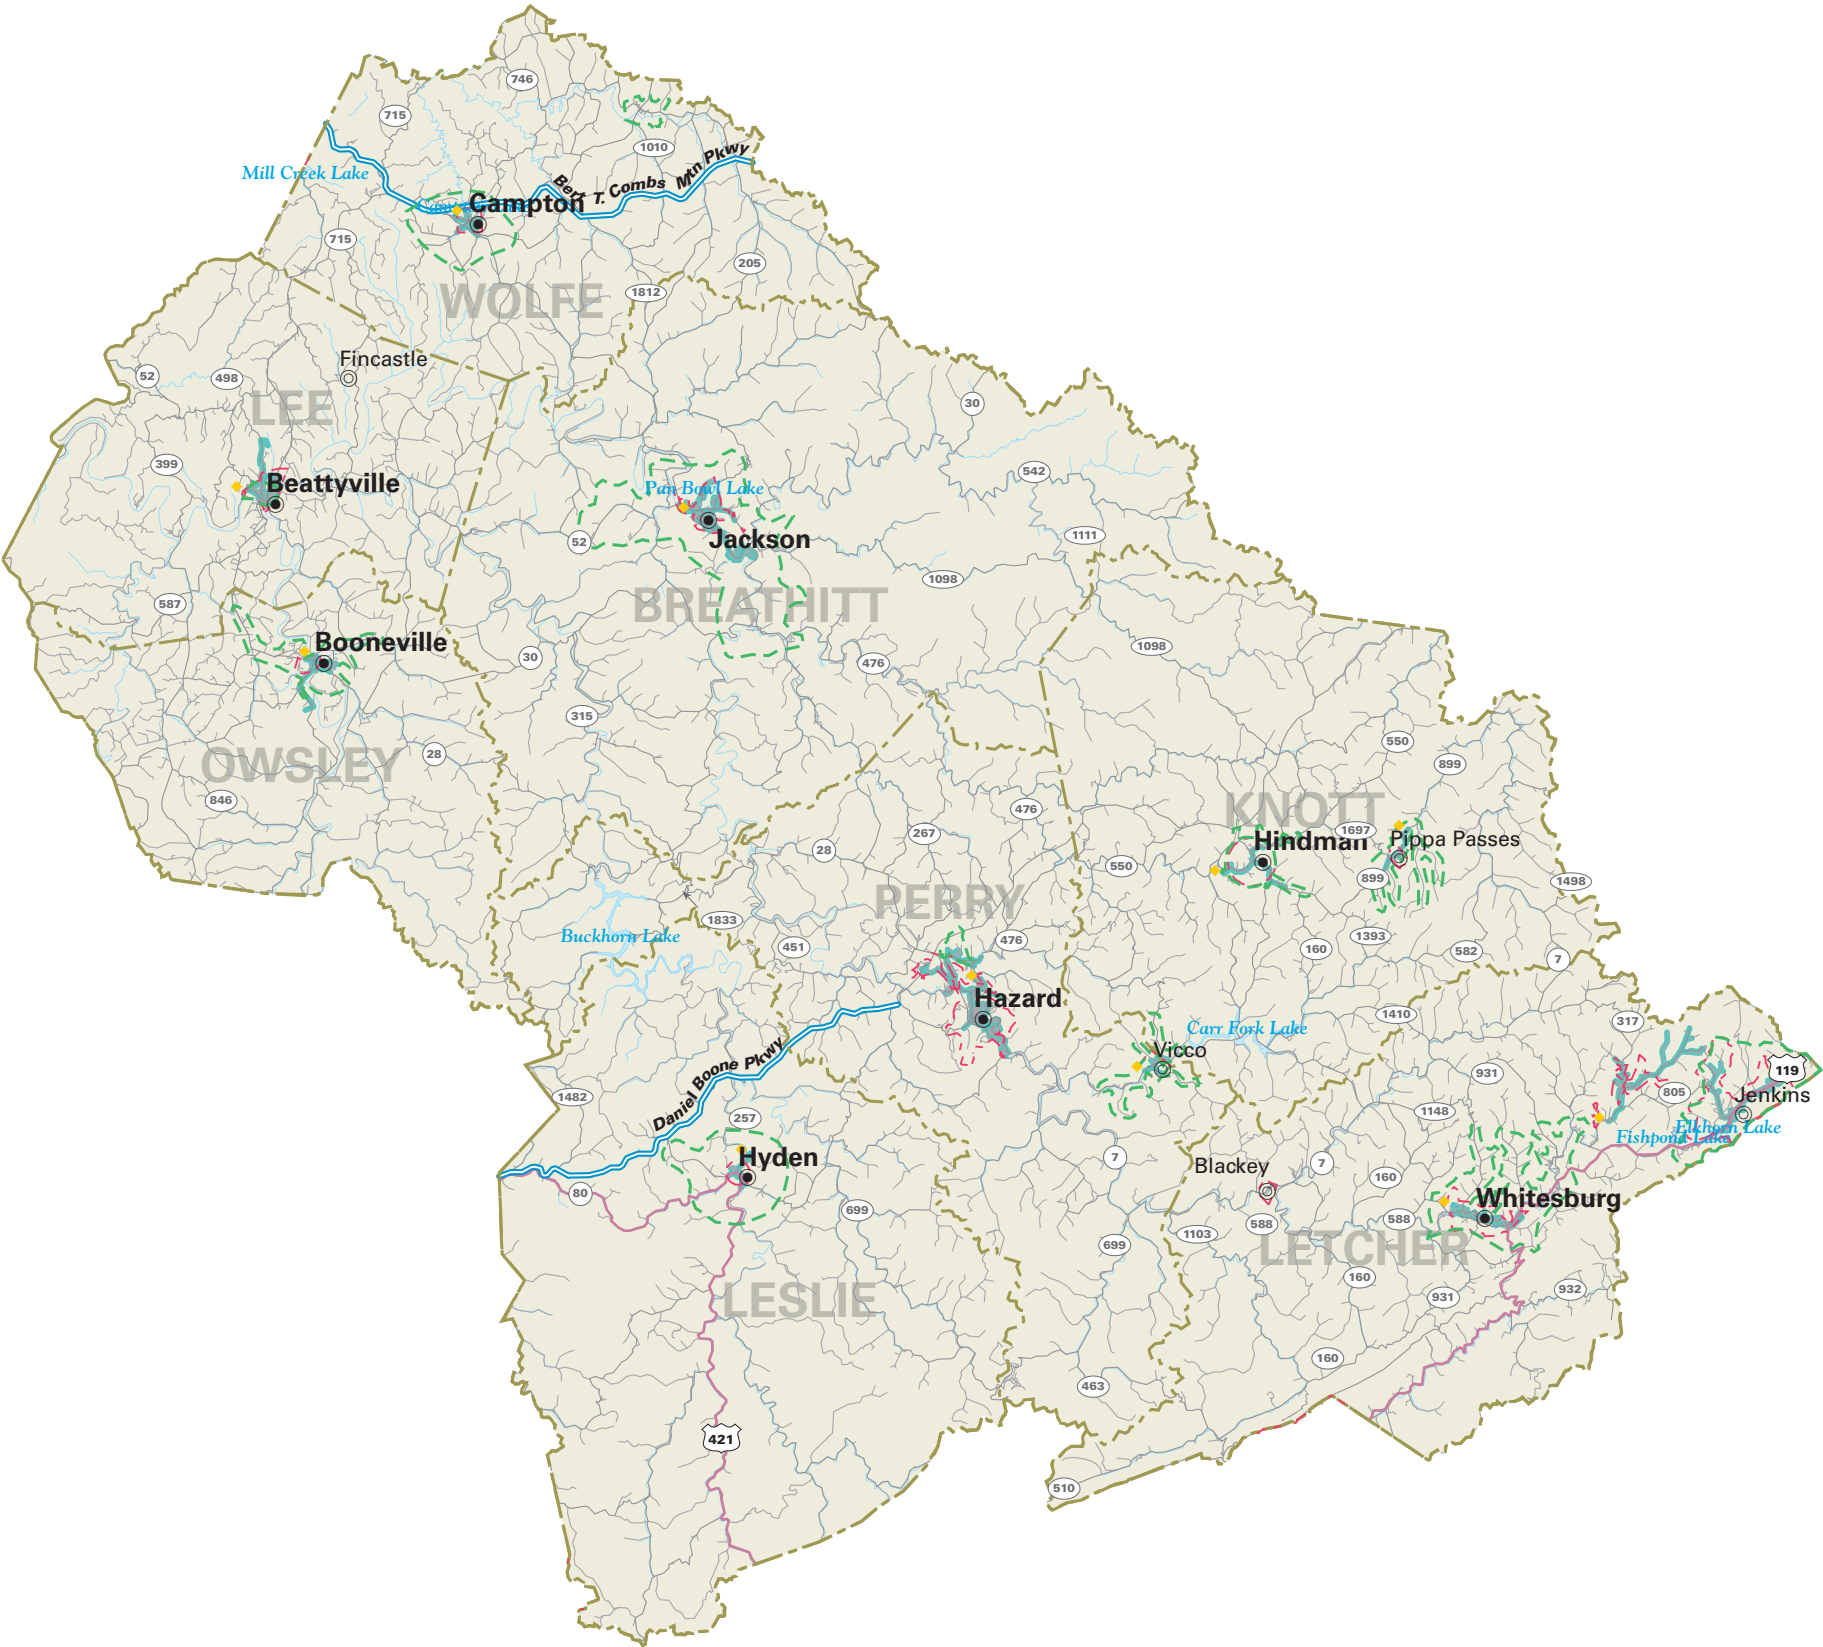 746
715
1010
Mill Creek Lake
Bert T. Combs Mtn Pkwy
Campton
715
205
WOLFE
1812
Fincastle
52
498
LEE
30
399
542
Beattyville
Pan Bowl Lake
Jackson
52
1111
1098
587
BREATHITT
Booneville
1098
30
476
315
550
28
OWSLEY
899
846
476
KNOTT
267
1697
Hindman
Pippa Passes
28
550
899
1498
PERRY
1833
476
1393
Buckhorn Lake
451
160
582
7
Hazard
1410
317
Carr Fork Lake
Vicco
Daniel Boone Pkwy
931
119
805
1482
Jenkins
257
1148
Elkhorn Lake
Fishpond Lake
Hyden
7
Blackey
7
160
80
Whitesburg
699
588
588
1103
699
LETCHER
160
LESLIE
931
932
160
463
421
510